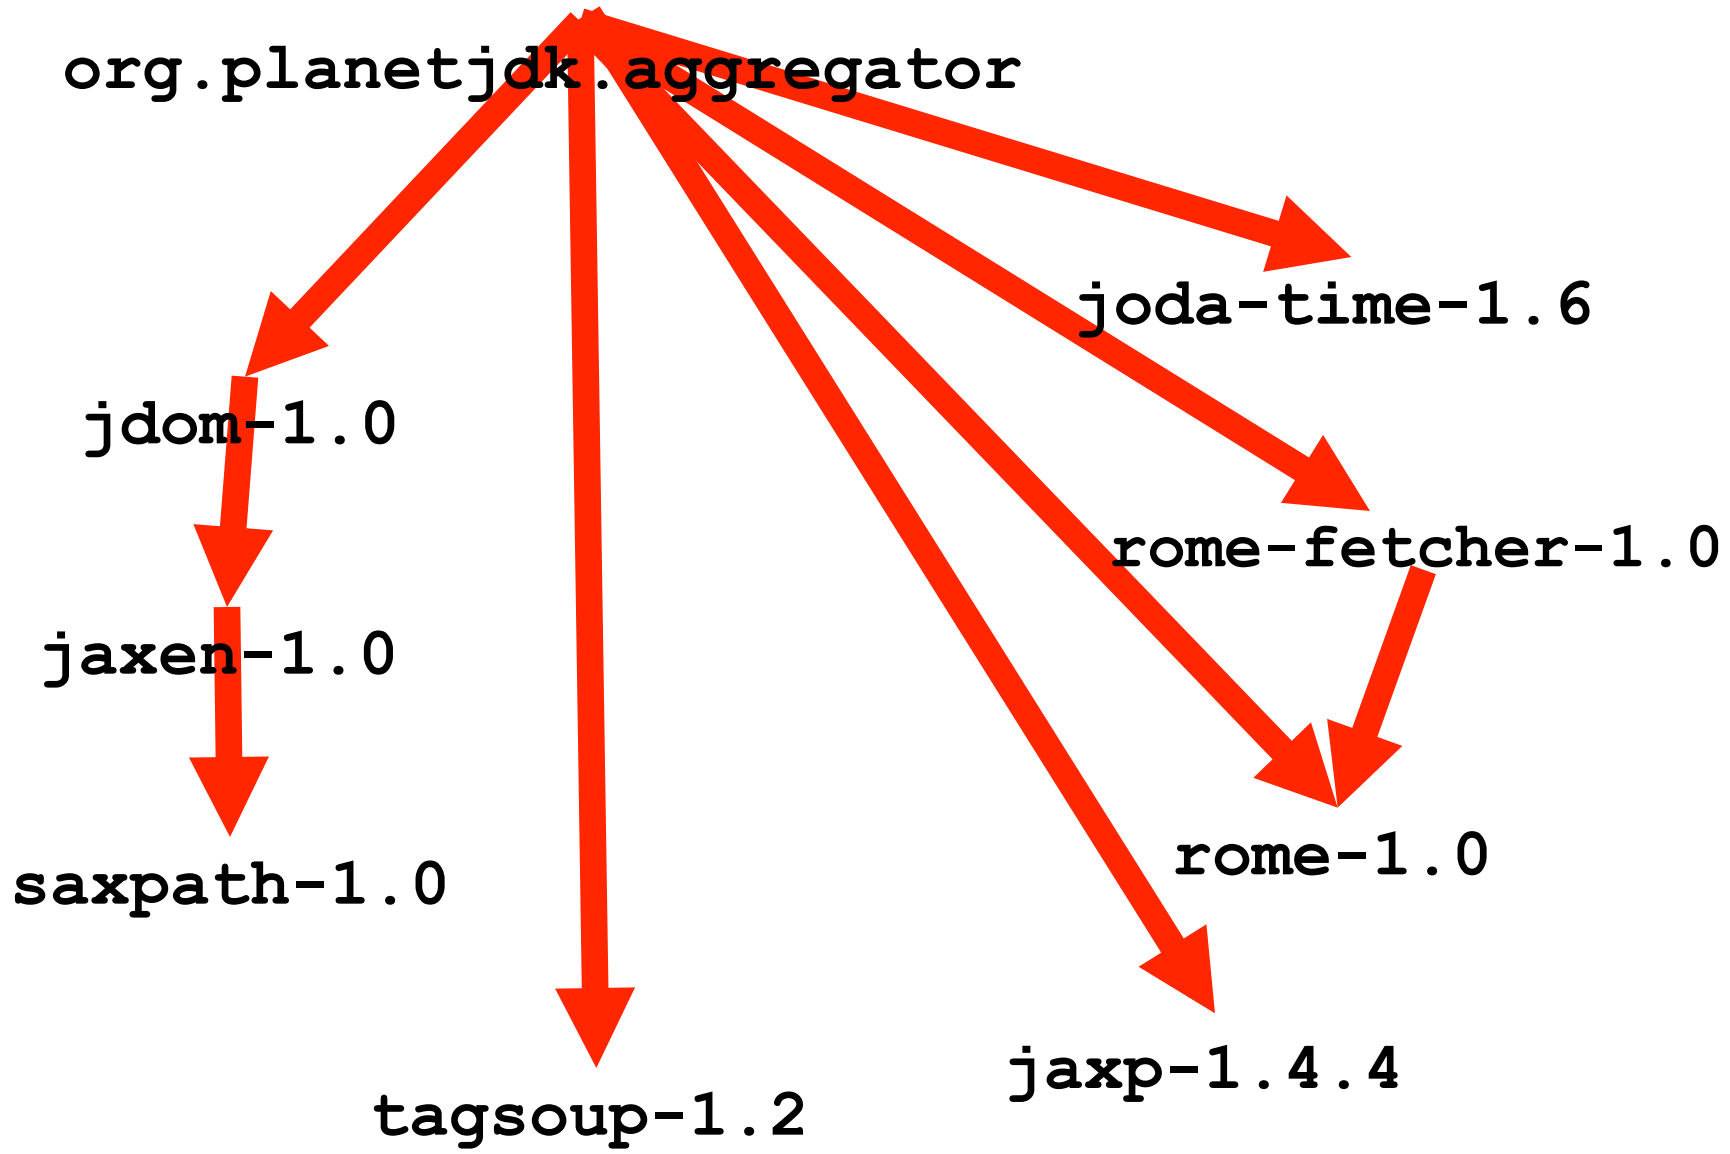 org.planetjdk.aggregator
joda-time-1.6
jdom-1.0
rome-fetcher-1.0
jaxen-1.0
rome-1.0
saxpath-1.0
jaxp-1.4.4
tagsoup-1.2